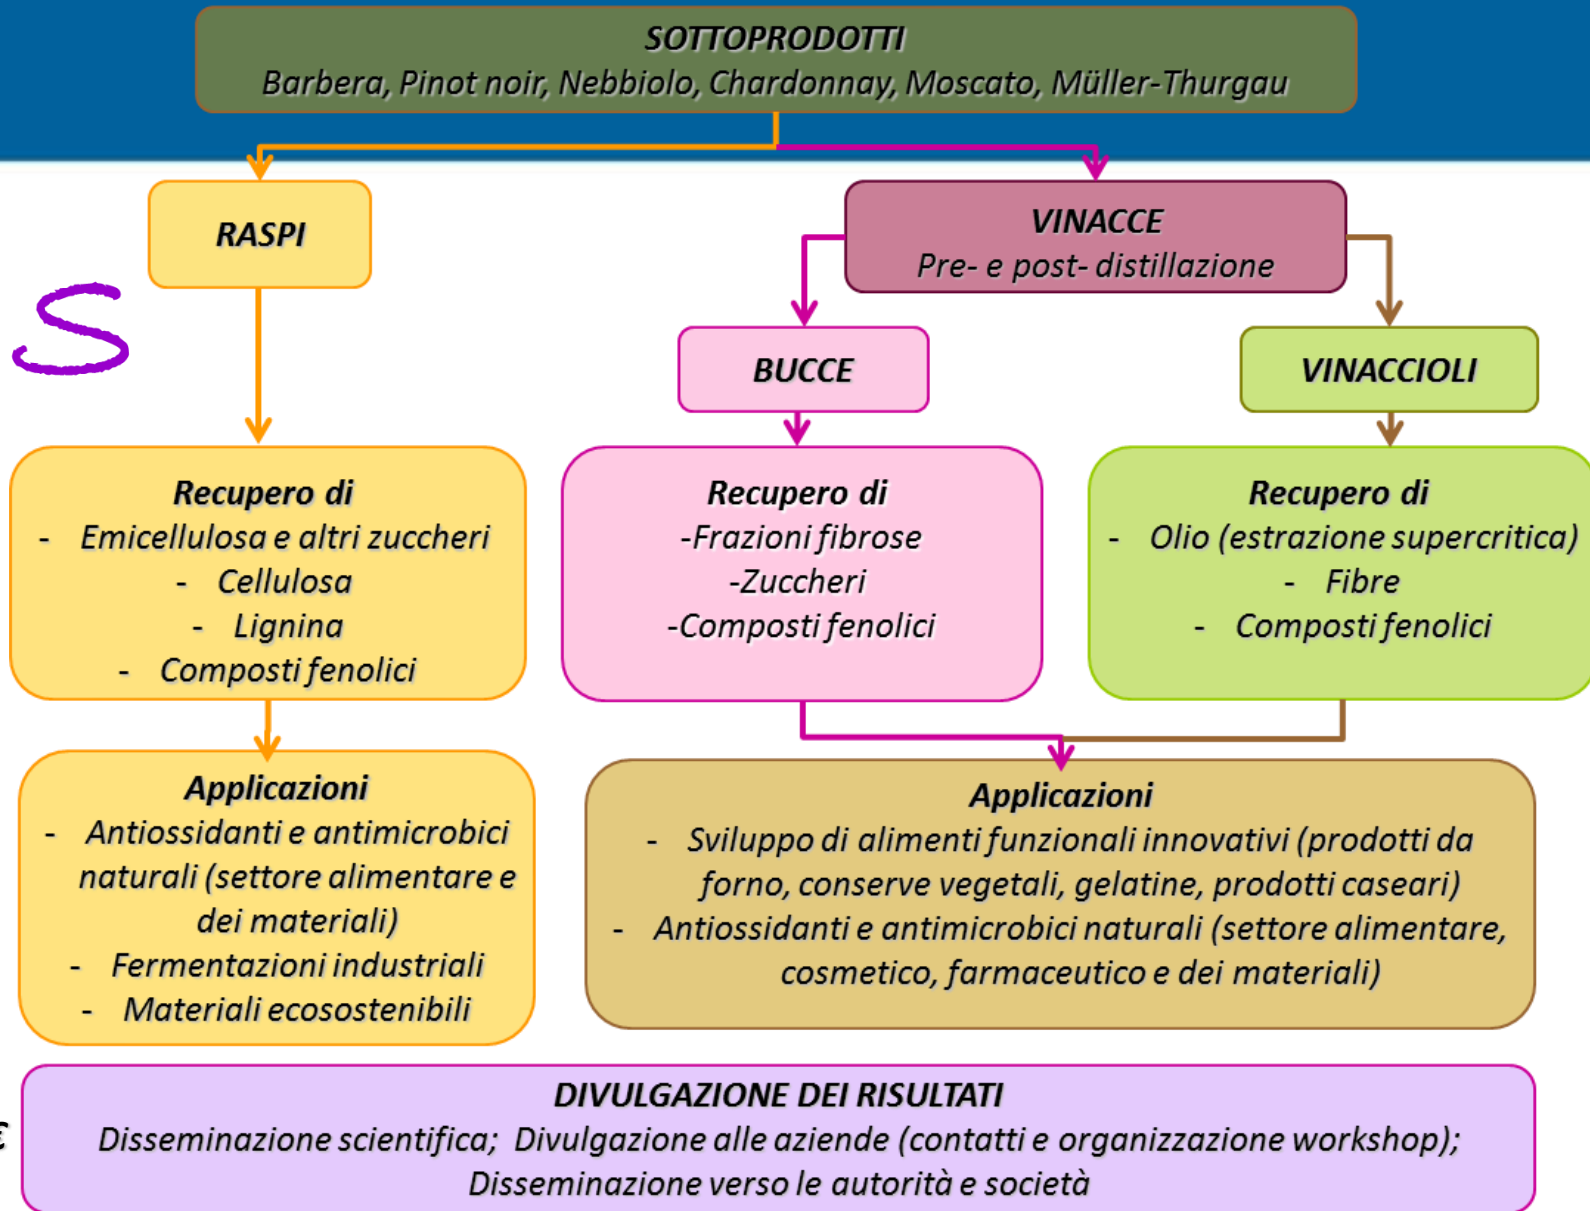 SOTTOPRODOTTI
Barbera, Pinot noir, Nebbiolo, Chardonnay, Moscato, Müller-Thurgau
RASPI
VINACCE
Pre- e post- distillazione
S
BUCCE
VINACCIOLI
Recupero di
- Emicellulosa e altri zuccheri
- Cellulosa
- Lignina
- Composti fenolici
Recupero di
-Frazioni fibrose
-Zuccheri
-Composti fenolici
Recupero di
- Olio (estrazione supercritica)
- Fibre
- Composti fenolici
Applicazioni
- Antiossidanti e antimicrobici
naturali (settore alimentare e
dei materiali)
- Fermentazioni industriali
- Materiali ecosostenibili
Applicazioni
- Sviluppo di alimenti funzionali innovativi (prodotti da
forno, conserve vegetali, gelatine, prodotti caseari)
- Antiossidanti e antimicrobici naturali (settore alimentare,
cosmetico, farmaceutico e dei materiali)
€
DIVULGAZIONE DEI RISULTATI
Disseminazione scientifica; Divulgazione alle aziende (contatti e organizzazione workshop);
Disseminazione verso le autorità e società